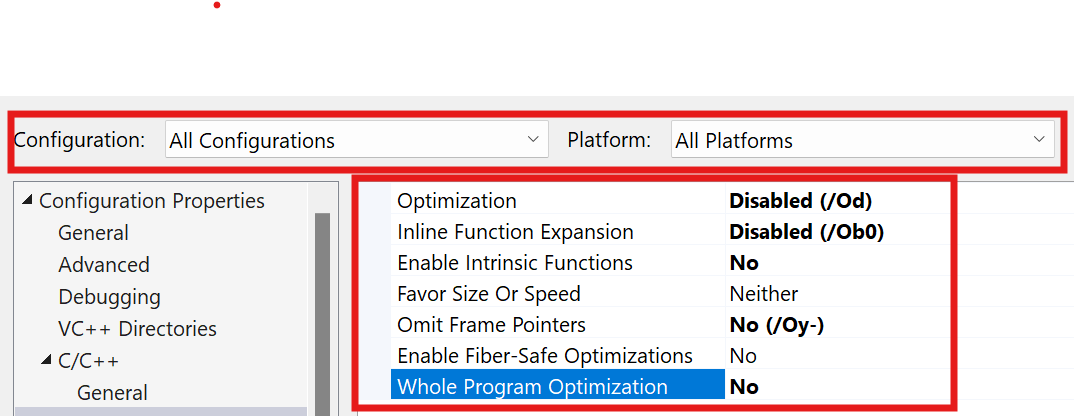 Configuration: All Configurations Platform: All Platforms
Configuration Properties
General
Advanced
Debugging
VC++ Directories
C/C++
General
Optimization Disabled (/Od)
Inline Function Expansion Disabled (/Ob0)
Enable Intrinsic Functions No
Favor Size Or Speed Neither
Omit Frame Pointers No (/Oy-)
Enable Fiber-Safe Optimizations No
Whole Program Optimization No